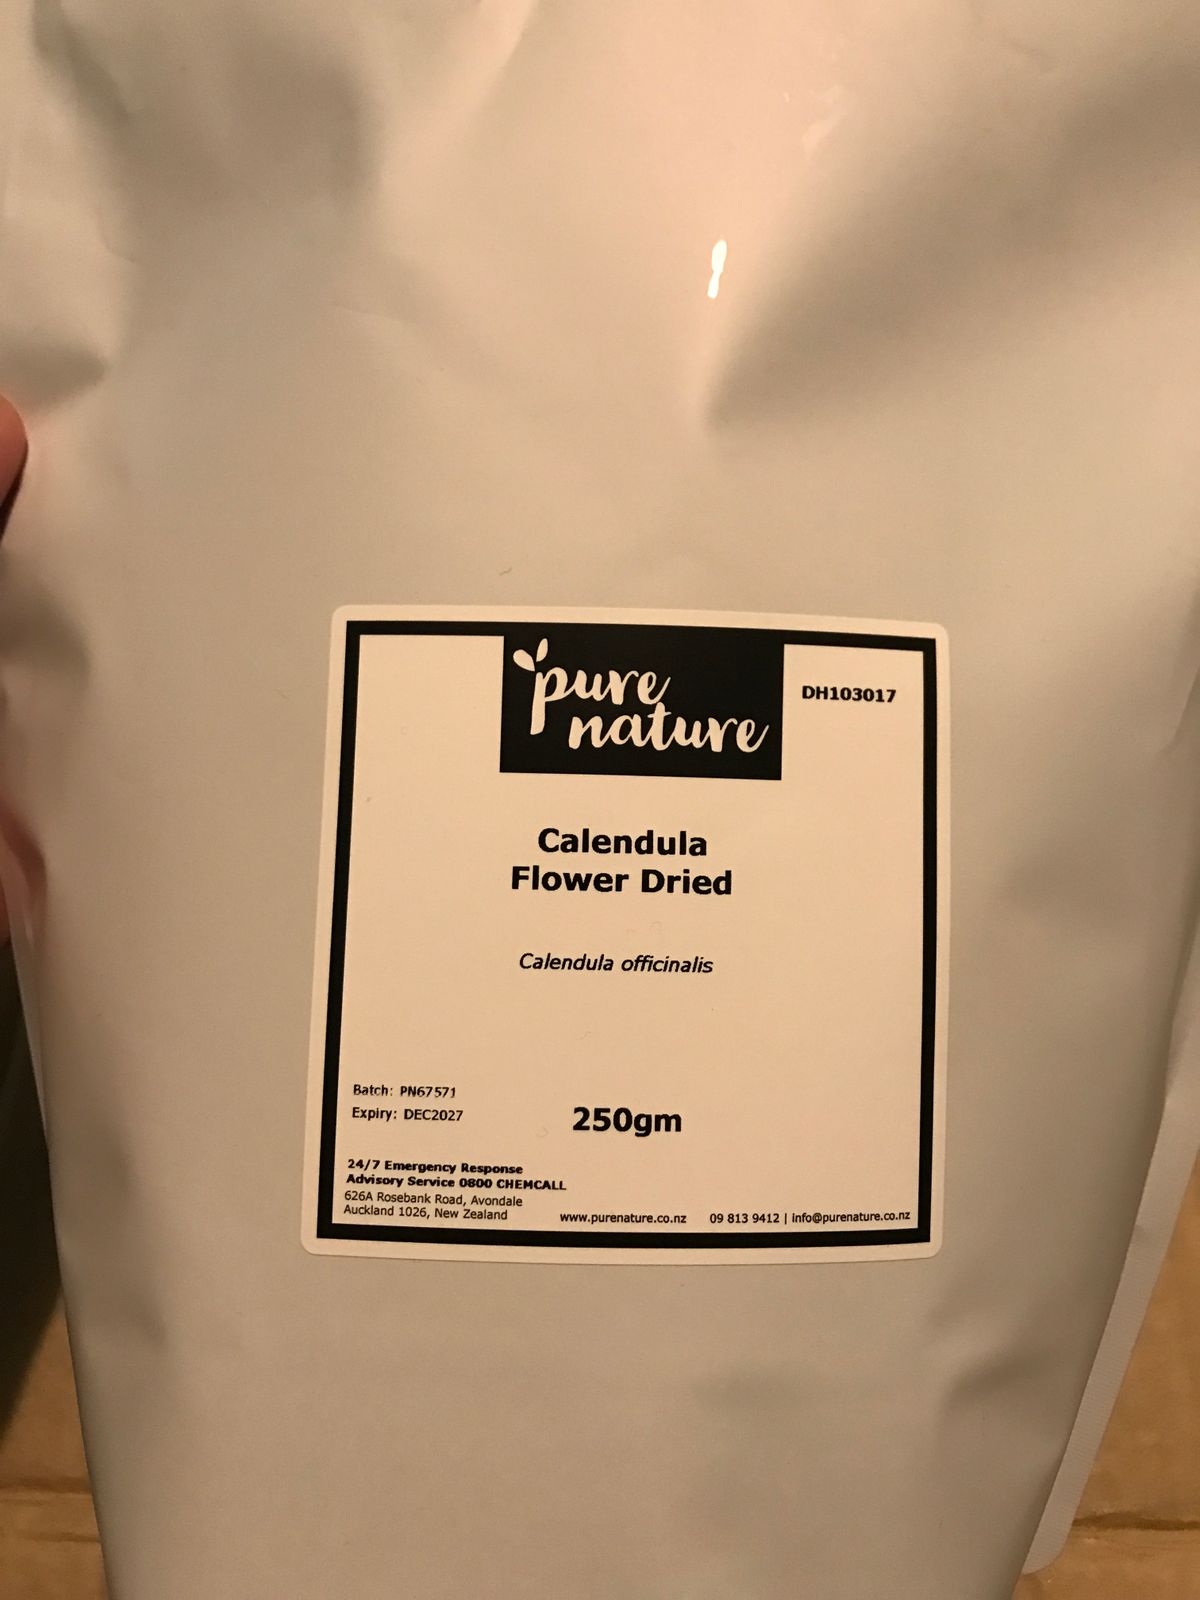 pure
nature
DH103017
Calendula
Flower Dried
Calendula officinalis
Batch: PN67571
Expiry: DEC2027
250gm
24/7 Emergency Response
Advisory Service 0800 CHEMCALL
626A Rosebank Road, Avondale
Auckland 1026, New Zealand
www.purenature.co.nz
09 813 9412 | info@purenature.co.nz